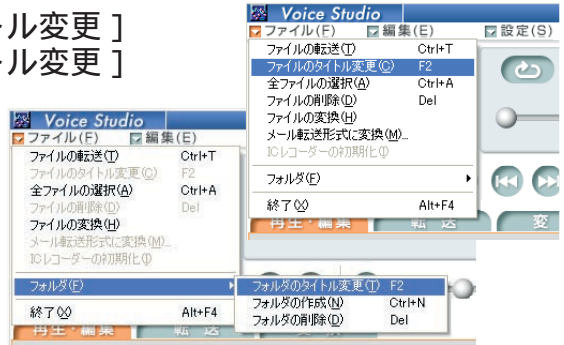 ル変更 ]
ル変更 ]
Voice Studio
ファイル(F) 編集(E) 設定(S)
ファイルの転送(T) Ctrl+T
ファイルのタイトル変更(C) F2
全ファイルの選択(A) Ctrl+A
ファイルの削除(D) Del
ファイルの変換(H)
メール転送形式に変換(M)...
ICレコーダーの初期化(I)
フォルダ(F)
終了(X) Alt+F4
再生・編集 転 送 変
Voice Studio
ファイル(F) 編集(E)
ファイルの転送(T) Ctrl+T
ファイルのタイトル変更(C) F2
全ファイルの選択(A) Ctrl+A
ファイルの削除(D) Del
ファイルの変換(H)
メール転送形式に変換(M)...
ICレコーダーの初期化(I)
フォルダ(F)
フォルダのタイトル変更(T) F2
フォルダの作成(N) Ctrl+N
フォルダの削除(D) Del
終了(X) Alt+F4
再生・編集 転 送